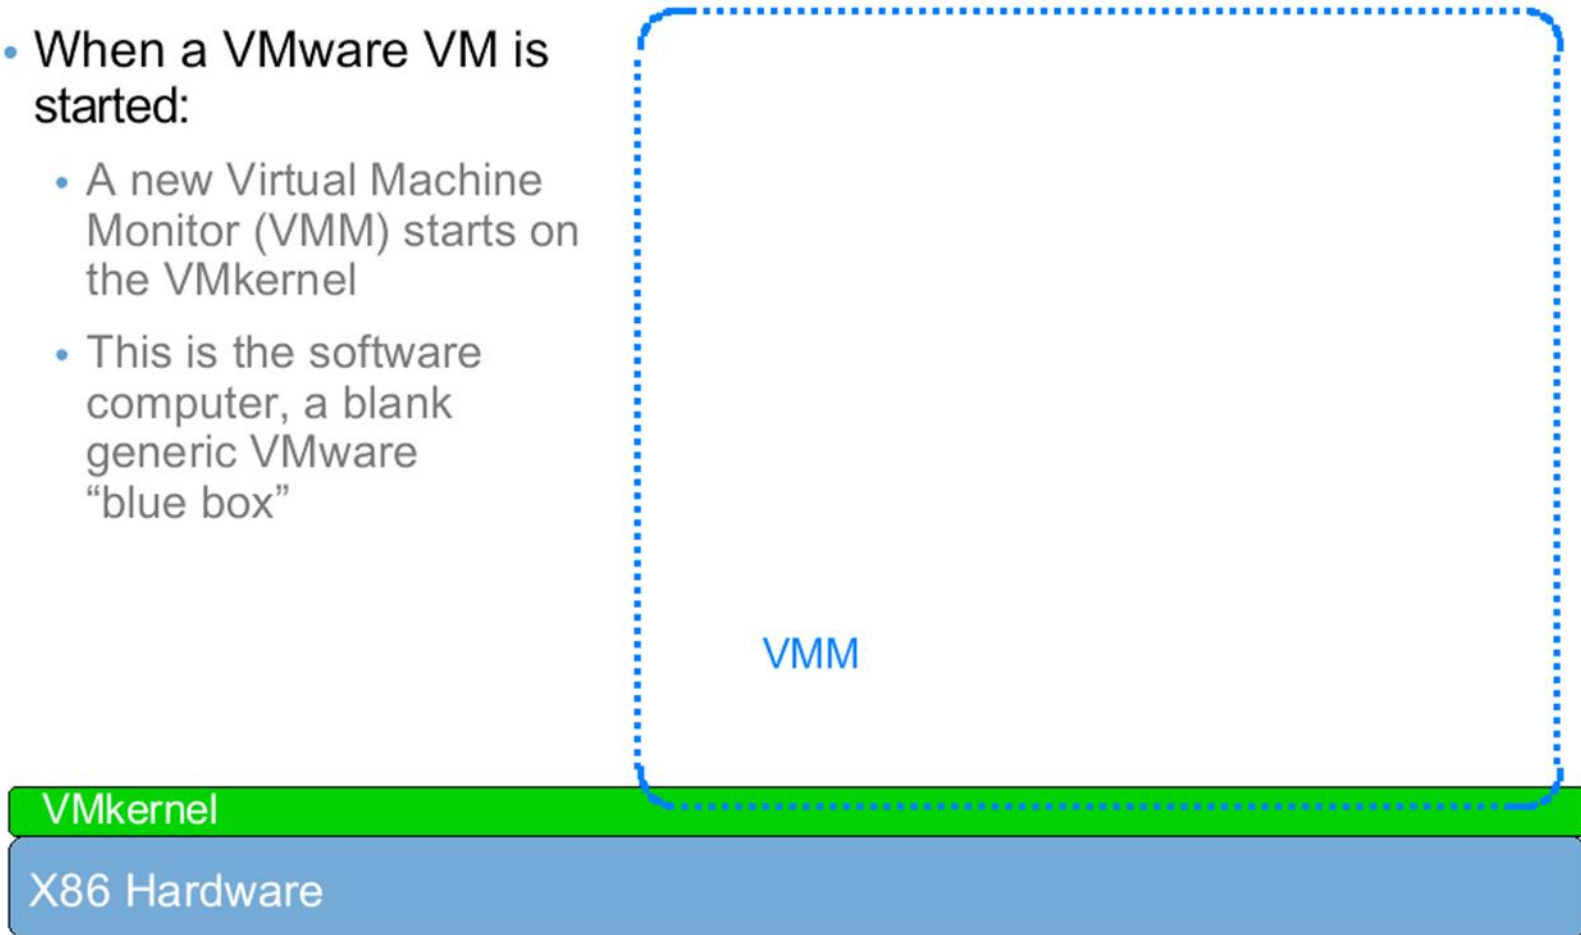 • When a VMware VM is
started:
• A new Virtual Machine
Monitor (VMM) starts on
the VMkernel
• This is the software
computer, a blank
generic VMware
“blue box”
VMM
VMkernel
X86 Hardware